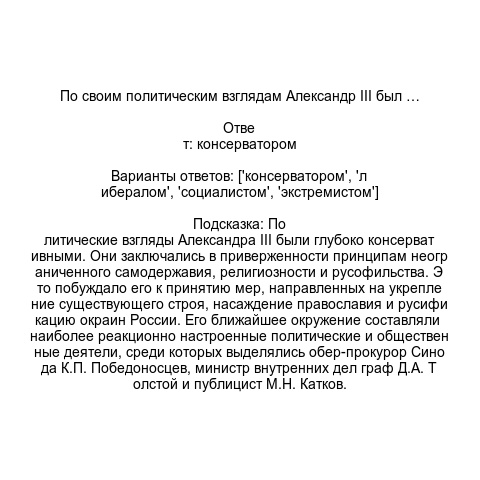 По своим политическим взглядам Александр III был …
Отве
т: консерватором
Варианты ответов: ['консерватором', 'л
ибералом', 'социалистом', 'экстремистом']
Подсказка: По
литические взгляды Александра III были глубоко консерват
ивными. Они заключались в приверженности принципам неогр
аниченного самодержавия, религиозности и русофильства. Э
то побуждало его к принятию мер, направленных на укрепле
ние существующего строя, насаждение православия и русифи
кацию окраин России. Его ближайшее окружение составляли
наиболее реакционно настроенные политические и обществен
ные деятели, среди которых выделялись обер-прокурор Сино
да К.П. Победоносцев, министр внутренних дел граф Д.А. Т
олстой и публицист М.Н. Катков.